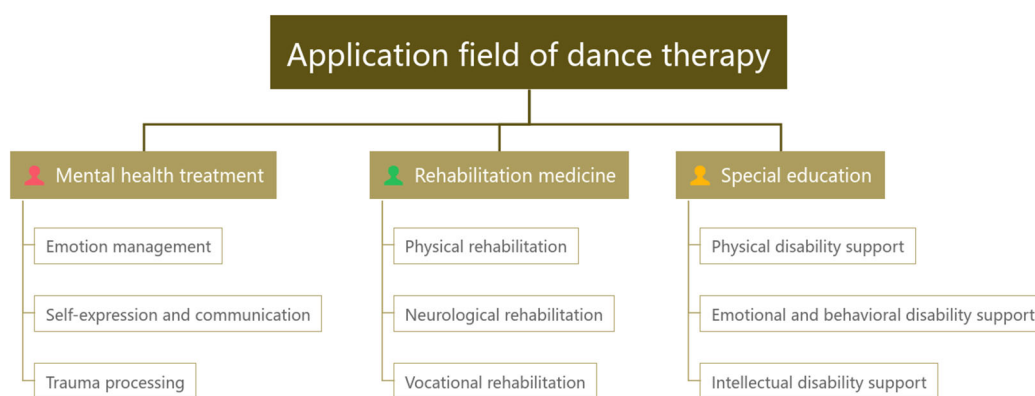 Application field of dance therapy
Mental health treatment
Emotion management
Self-expression and communication
Trauma processing
Rehabilitation medicine
Physical rehabilitation
Neurological rehabilitation
Vocational rehabilitation
Special education
Physical disability support
Emotional and behavioral disability support
Intellectual disability support